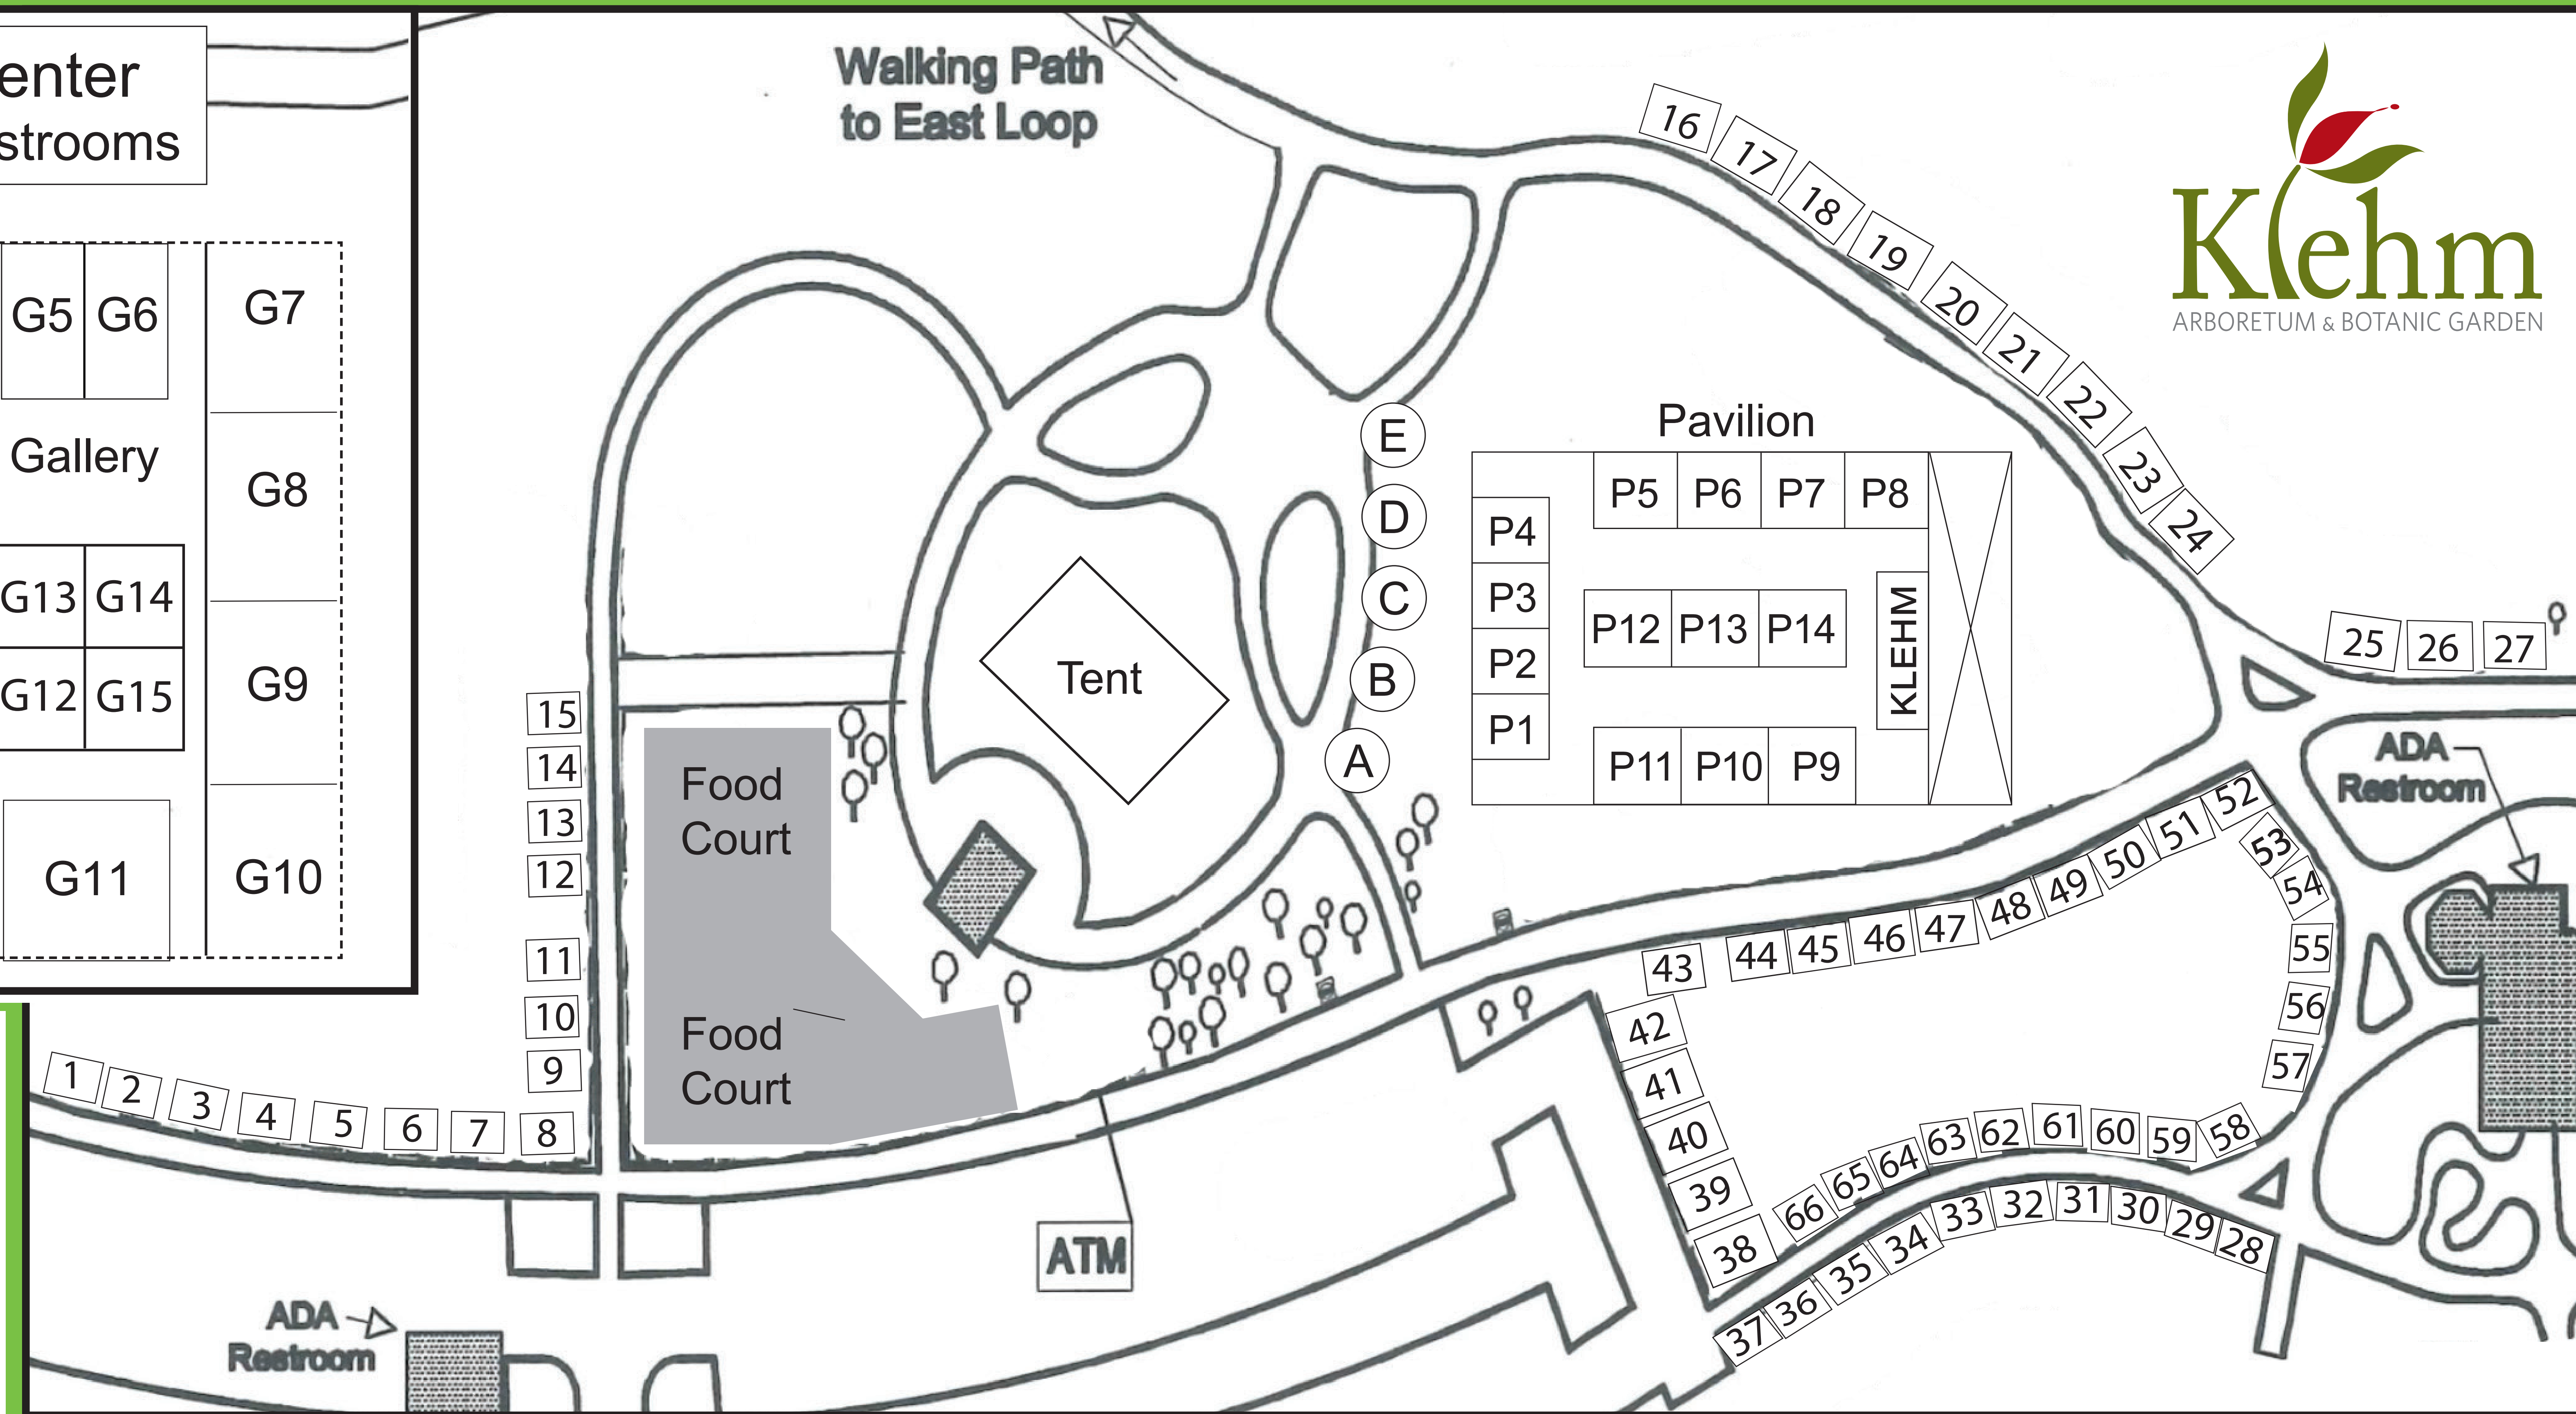 enter
strooms
G5
G6
G7
Gallery
G8
G13
G14
G9
G12
G15
G11
G10
Walking Path
to East Loop
Klehm
ARBORETUM & BOTANIC GARDEN
16
17
18
19
20
21
22
23
24
25
26
27
E
D
C
B
A
Pavilion
P5
P6
P7
P8
P4
P3
P2
P1
P12
P13
P14
KLEHM
P11
P10
P9
Tent
15
14
13
12
11
10
9
Food
Court
Food
Court
1
2
3
4
5
6
7
8
ADA
Restroom
52
51
50
49
48
47
46
45
44
43
53
54
55
56
57
42
41
40
39
38
66
65
64
63
62
61
60
59
58
37
36
35
34
33
32
31
30
29
28
ATM
ADA
Restroom